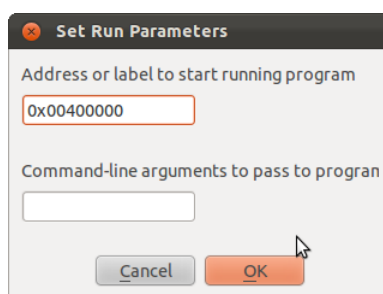 Set Run Parameters
Address or label to start running program
0x00400000
Command-line arguments to pass to progran
Cancel OK